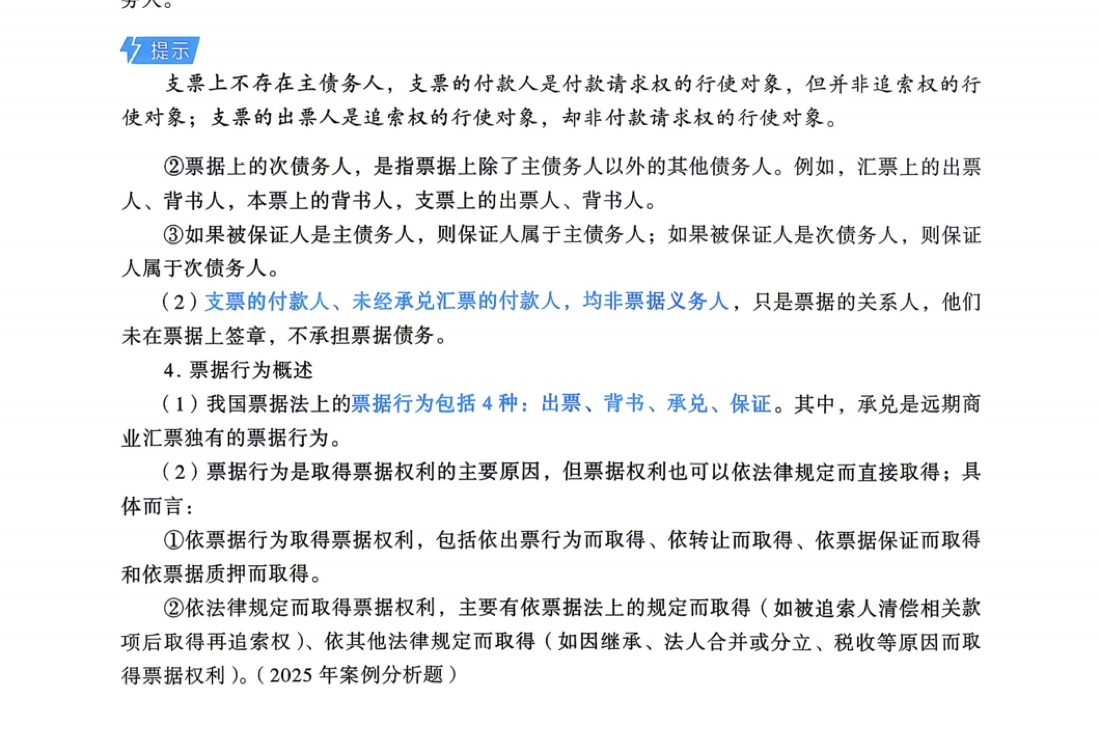 务人。
提示
支票上不存在主债务人，支票的付款人是付款请求权的行使对象，但并非追索权的行
使对象；支票的出票人是追索权的行使对象，却非付款请求权的行使对象。
②票据上的次债务人，是指票据上除了主债务人以外的其他债务人。例如，汇票上的出票
人、背书人，本票上的背书人，支票上的出票人、背书人。
③如果被保证人是主债务人，则保证人属于主债务人；如果被保证人是次债务人，则保证
人属于次债务人。
（2）支票的付款人、未经承兑汇票的付款人，均非票据义务人，只是票据的关系人，他们
未在票据上签章，不承担票据债务。
4. 票据行为概述
（1）我国票据法上的票据行为包括 4 种：出票、背书、承兑、保证。其中，承兑是远期商
业汇票独有的票据行为。
（2）票据行为是取得票据权利的主要原因，但票据权利也可以依法律规定而直接取得；具
体而言：
①依票据行为取得票据权利，包括依出票行为而取得、依转让而取得、依票据保证而取得
和依票据质押而取得。
②依法律规定而取得票据权利，主要有依票据法上的规定而取得（如被追索人清偿相关款
项后取得再追索权）、依其他法律规定而取得（如因继承、法人合并或分立、税收等原因而取
得票据权利）。（2025 年案例分析题）